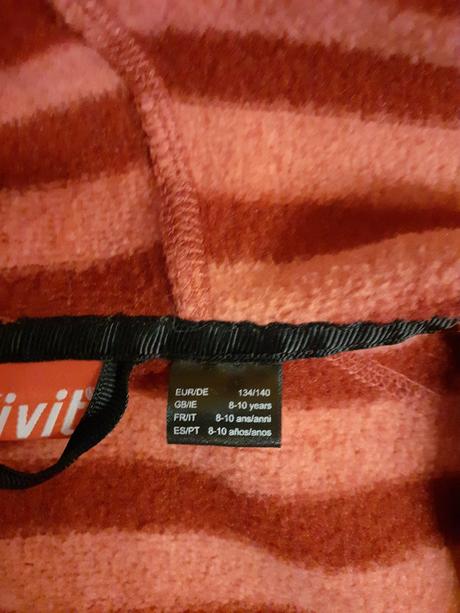 ivit®
EUR/DE 134/140
GB/IE 8-10 years
FR/IT 8-10 ans/anni
ES/PT 8-10 años/anos